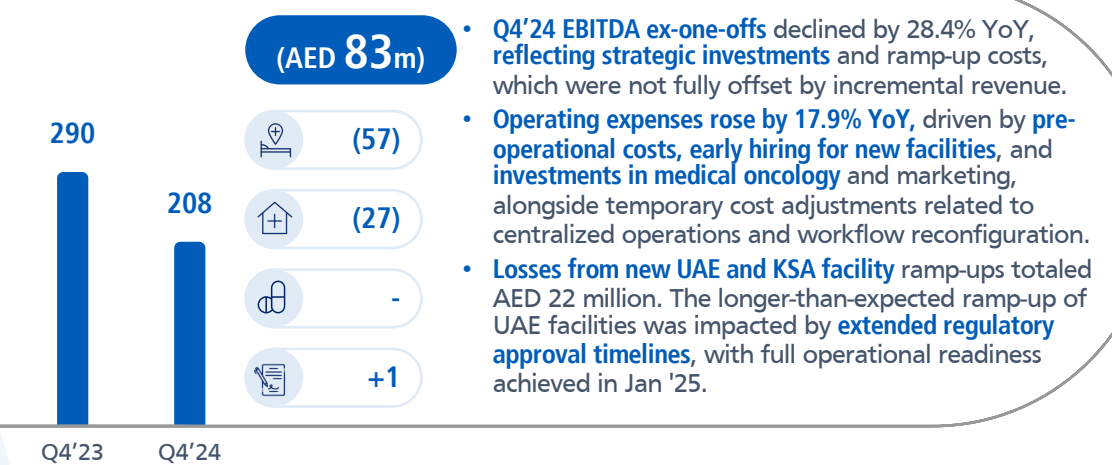 (AED 83m)
290
208
(57)
(27)
-
+1
Q4’23
Q4’24
• Q4’24 EBITDA ex-one-offs declined by 28.4% YoY,
reflecting strategic investments and ramp-up costs,
which were not fully offset by incremental revenue.
• Operating expenses rose by 17.9% YoY, driven by pre-
operational costs, early hiring for new facilities, and
investments in medical oncology and marketing,
alongside temporary cost adjustments related to
centralized operations and workflow reconfiguration.
• Losses from new UAE and KSA facility ramp-ups totaled
AED 22 million. The longer-than-expected ramp-up of
UAE facilities was impacted by extended regulatory
approval timelines, with full operational readiness
achieved in Jan '25.